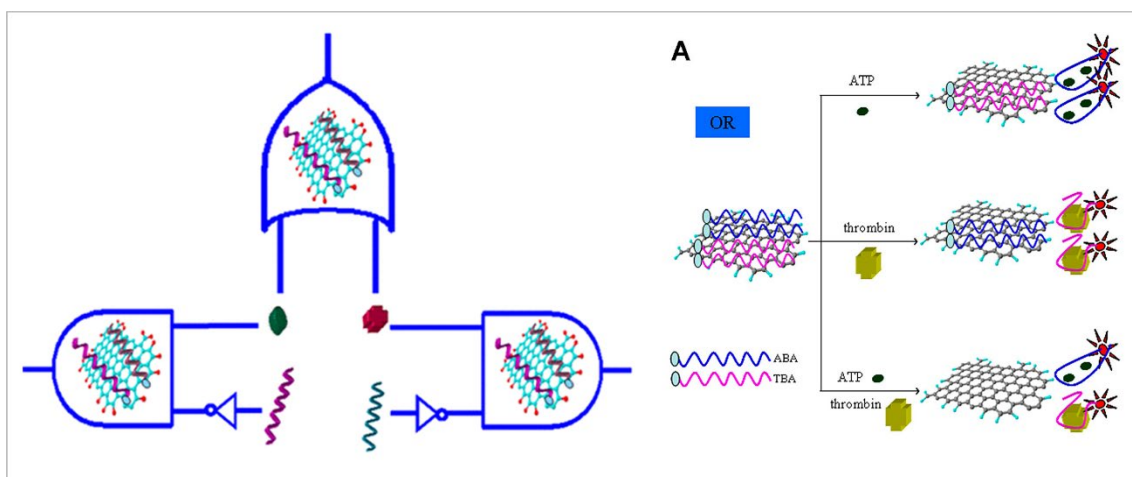 A
ATP
OR
thrombin
ABA
TBA
ATP
thrombin